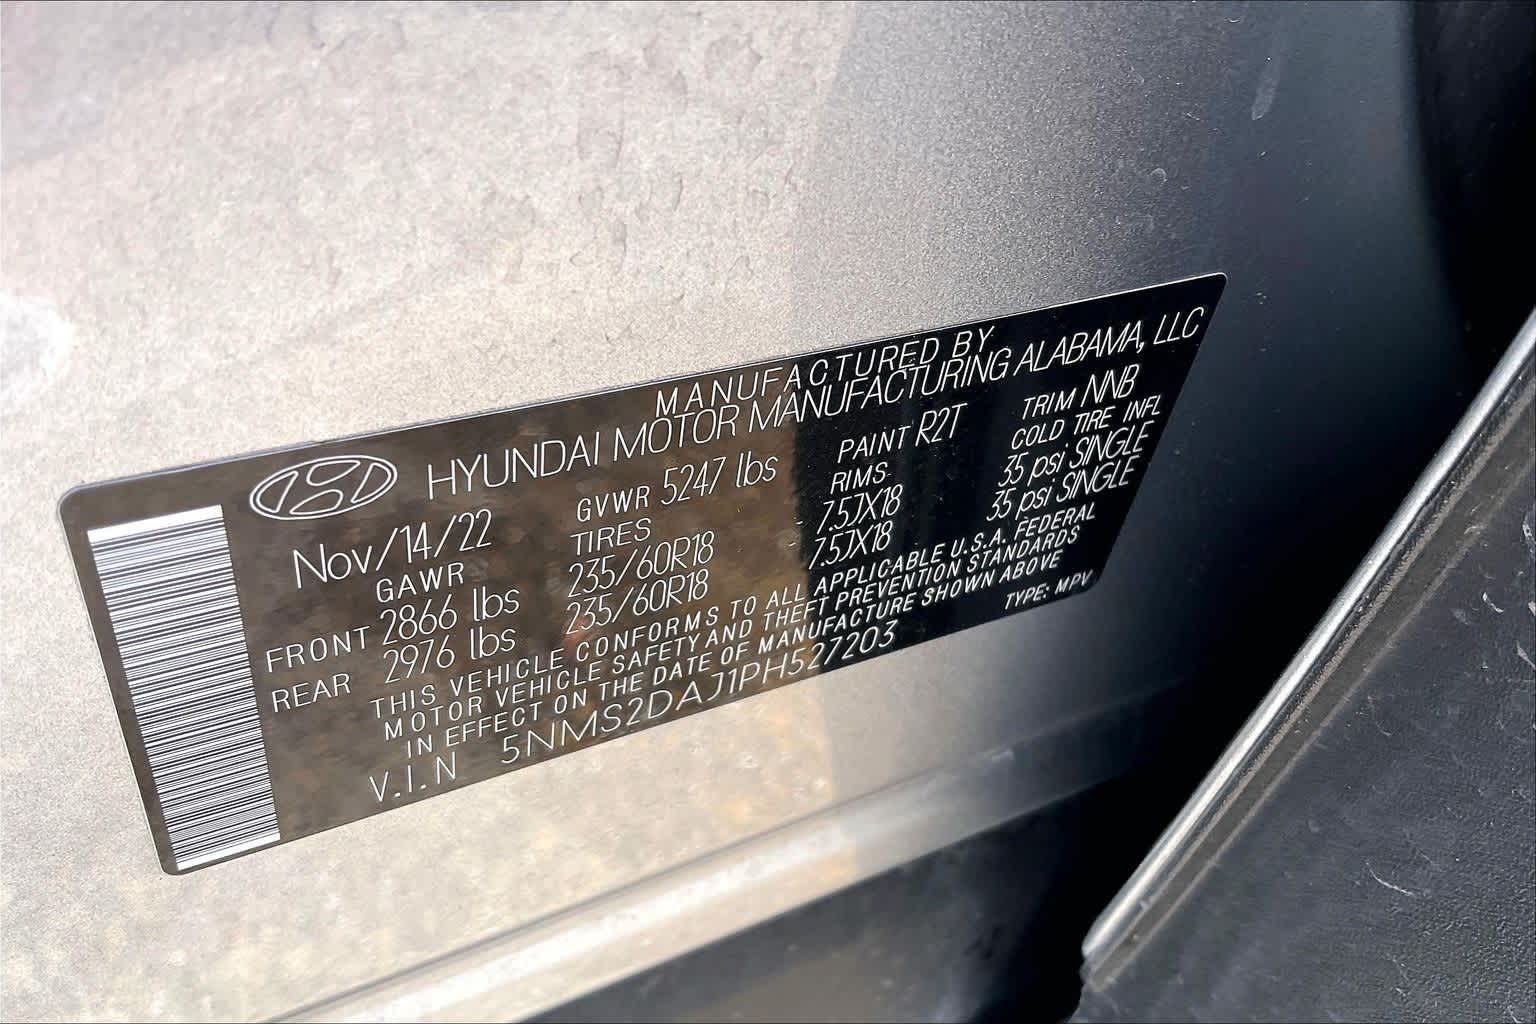 MANUFACTURED BY
HYUNDAI MOTOR MANUFACTURING ALABAMA, LLC
Nov/14/22 GVWR 5247 lbs PAINT R2T TRIM NNB
GAWR TIRES RIMS COLD TIRE INFL
FRONT 2866 lbs 235/60R18 7.5JX18 35 psi SINGLE
REAR 2976 lbs 235/60R18 7.5JX18 35 psi SINGLE
THIS VEHICLE CONFORMS TO ALL APPLICABLE U.S.A. FEDERAL
MOTOR VEHICLE SAFETY AND THEFT PREVENTION STANDARDS
IN EFFECT ON THE DATE OF MANUFACTURE SHOWN ABOVE
V.I.N 5NMS2DAJ1PH527203 TYPE: MPV